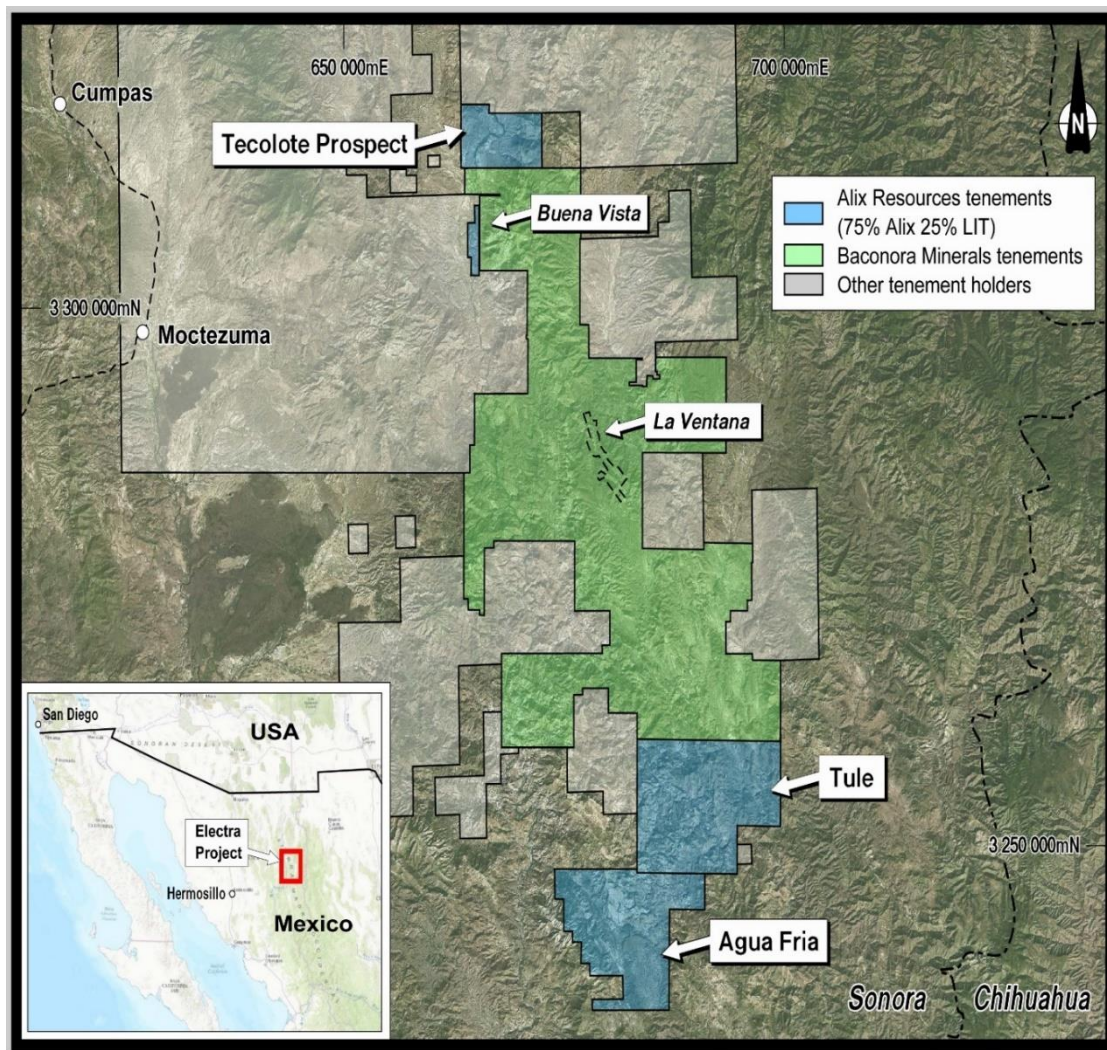 650 000mE
700 000mE
Cumpas
N
Tecolote Prospect
Alix Resources tenements
(75% Alix 25% LIT)
Baconora Minerals tenements
Other tenement holders
Buena Vista
3 300 000mN
Moctezuma
La Ventana
San Diego
USA
SONORAN DESERT
Tule
Electra
Project
3 250 000mN
Hermosillo
Mexico
Agua Fria
Sonora
Chihuahua